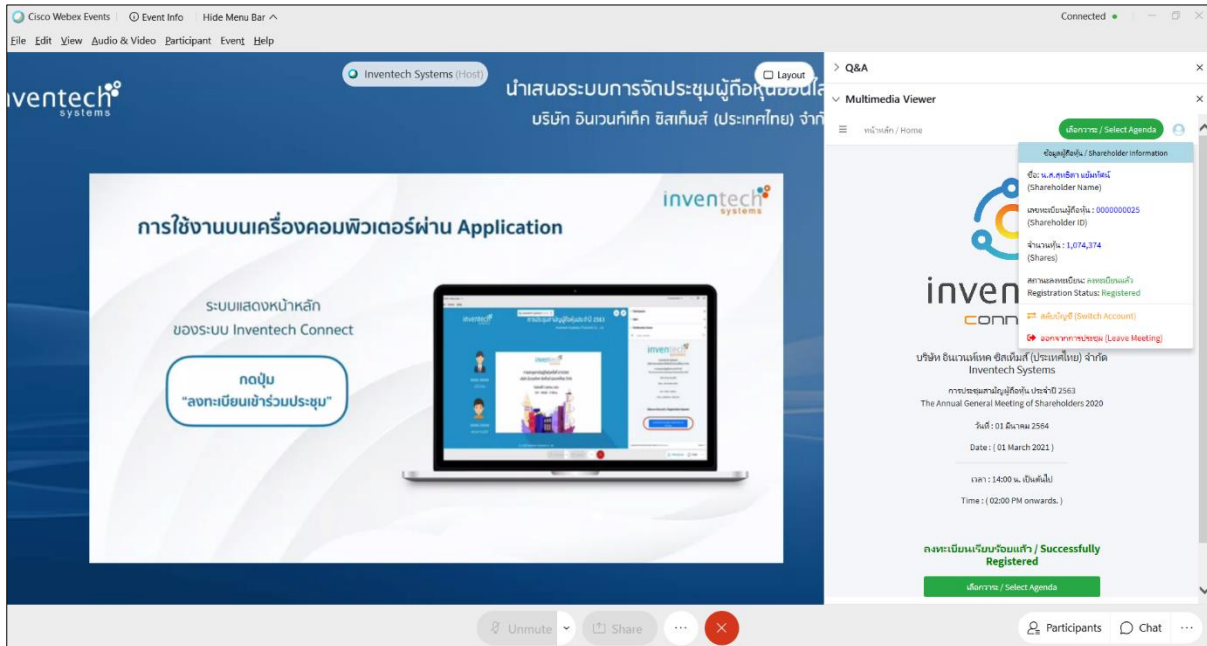 Cisco Webex Events
Event Info
Hide Menu Bar
Connected
File Edit View Audio & Video Participant Event Help
inventech
systems
Inventech Systems (Host)
Layout
นำเสนอระบบการจัดประชุมผู้ถือหุ้นออนไล
บริษัท อินเวนท์เท็ค ซิสเท็มส์ (ประเทศไทย) จำกั
inventech
systems
การใช้งานบนเครื่องคอมพิวเตอร์ผ่าน Application
ระบบแสดงหน้าหลัก
ของระบบ Inventech Connect
กดปุ่ม
“ลงทะเบียนเข้าร่วมประชุม”
inventech
inventech
Q&A
Multimedia Viewer
หน้าหลัก / Home
เลือกวาระ / Select Agenda
ข้อมูลผู้ถือหุ้น / Shareholder Information
ชื่อ: น.ส.สุทธิดา แย้มทัศน์
(Shareholder Name)
เลขทะเบียนผู้ถือหุ้น : 0000000025
(Shareholder ID)
จำนวนหุ้น : 1,074,374
(Shares)
สถานะลงทะเบียน: ลงทะเบียนแล้ว
Registration Status: Registered
สลับบัญชี (Switch Account)
ออกจากการประชุม (Leave Meeting)
inven
CONN
บริษัท อินเวนท์เทค ซิสเท็มส์ (ประเทศไทย) จำกัด
Inventech Systems
การประชุมสามัญผู้ถือหุ้น ประจำปี 2563
The Annual General Meeting of Shareholders 2020
วันที่ : 01 มีนาคม 2564
Date : ( 01 March 2021 )
เวลา : 14:00 น. เป็นต้นไป
Time : ( 02:00 PM onwards. )
ลงทะเบียนเรียบร้อยแล้ว / Successfully
Registered
เลือกวาระ / Select Agenda
Unmute
Share
Participants
Chat